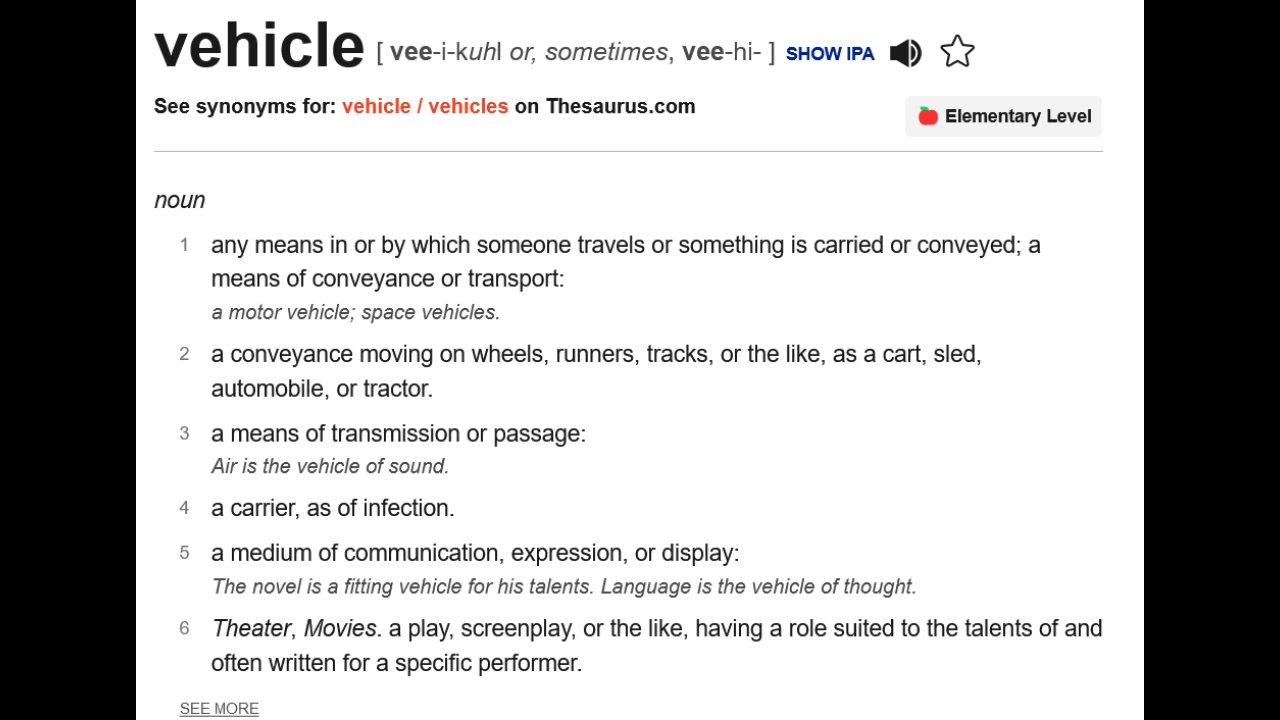 vehicle [ vee-i-kuhl or, sometimes, vee-hi- ] SHOW IPA
See synonyms for: vehicle / vehicles on Thesaurus.com
Elementary Level
noun
1 any means in or by which someone travels or something is carried or conveyed; a
means of conveyance or transport:
a motor vehicle; space vehicles.
2 a conveyance moving on wheels, runners, tracks, or the like, as a cart, sled,
automobile, or tractor.
3 a means of transmission or passage:
Air is the vehicle of sound.
4 a carrier, as of infection.
5 a medium of communication, expression, or display:
The novel is a fitting vehicle for his talents. Language is the vehicle of thought.
6 Theater, Movies. a play, screenplay, or the like, having a role suited to the talents of and
often written for a specific performer.
SEE MORE